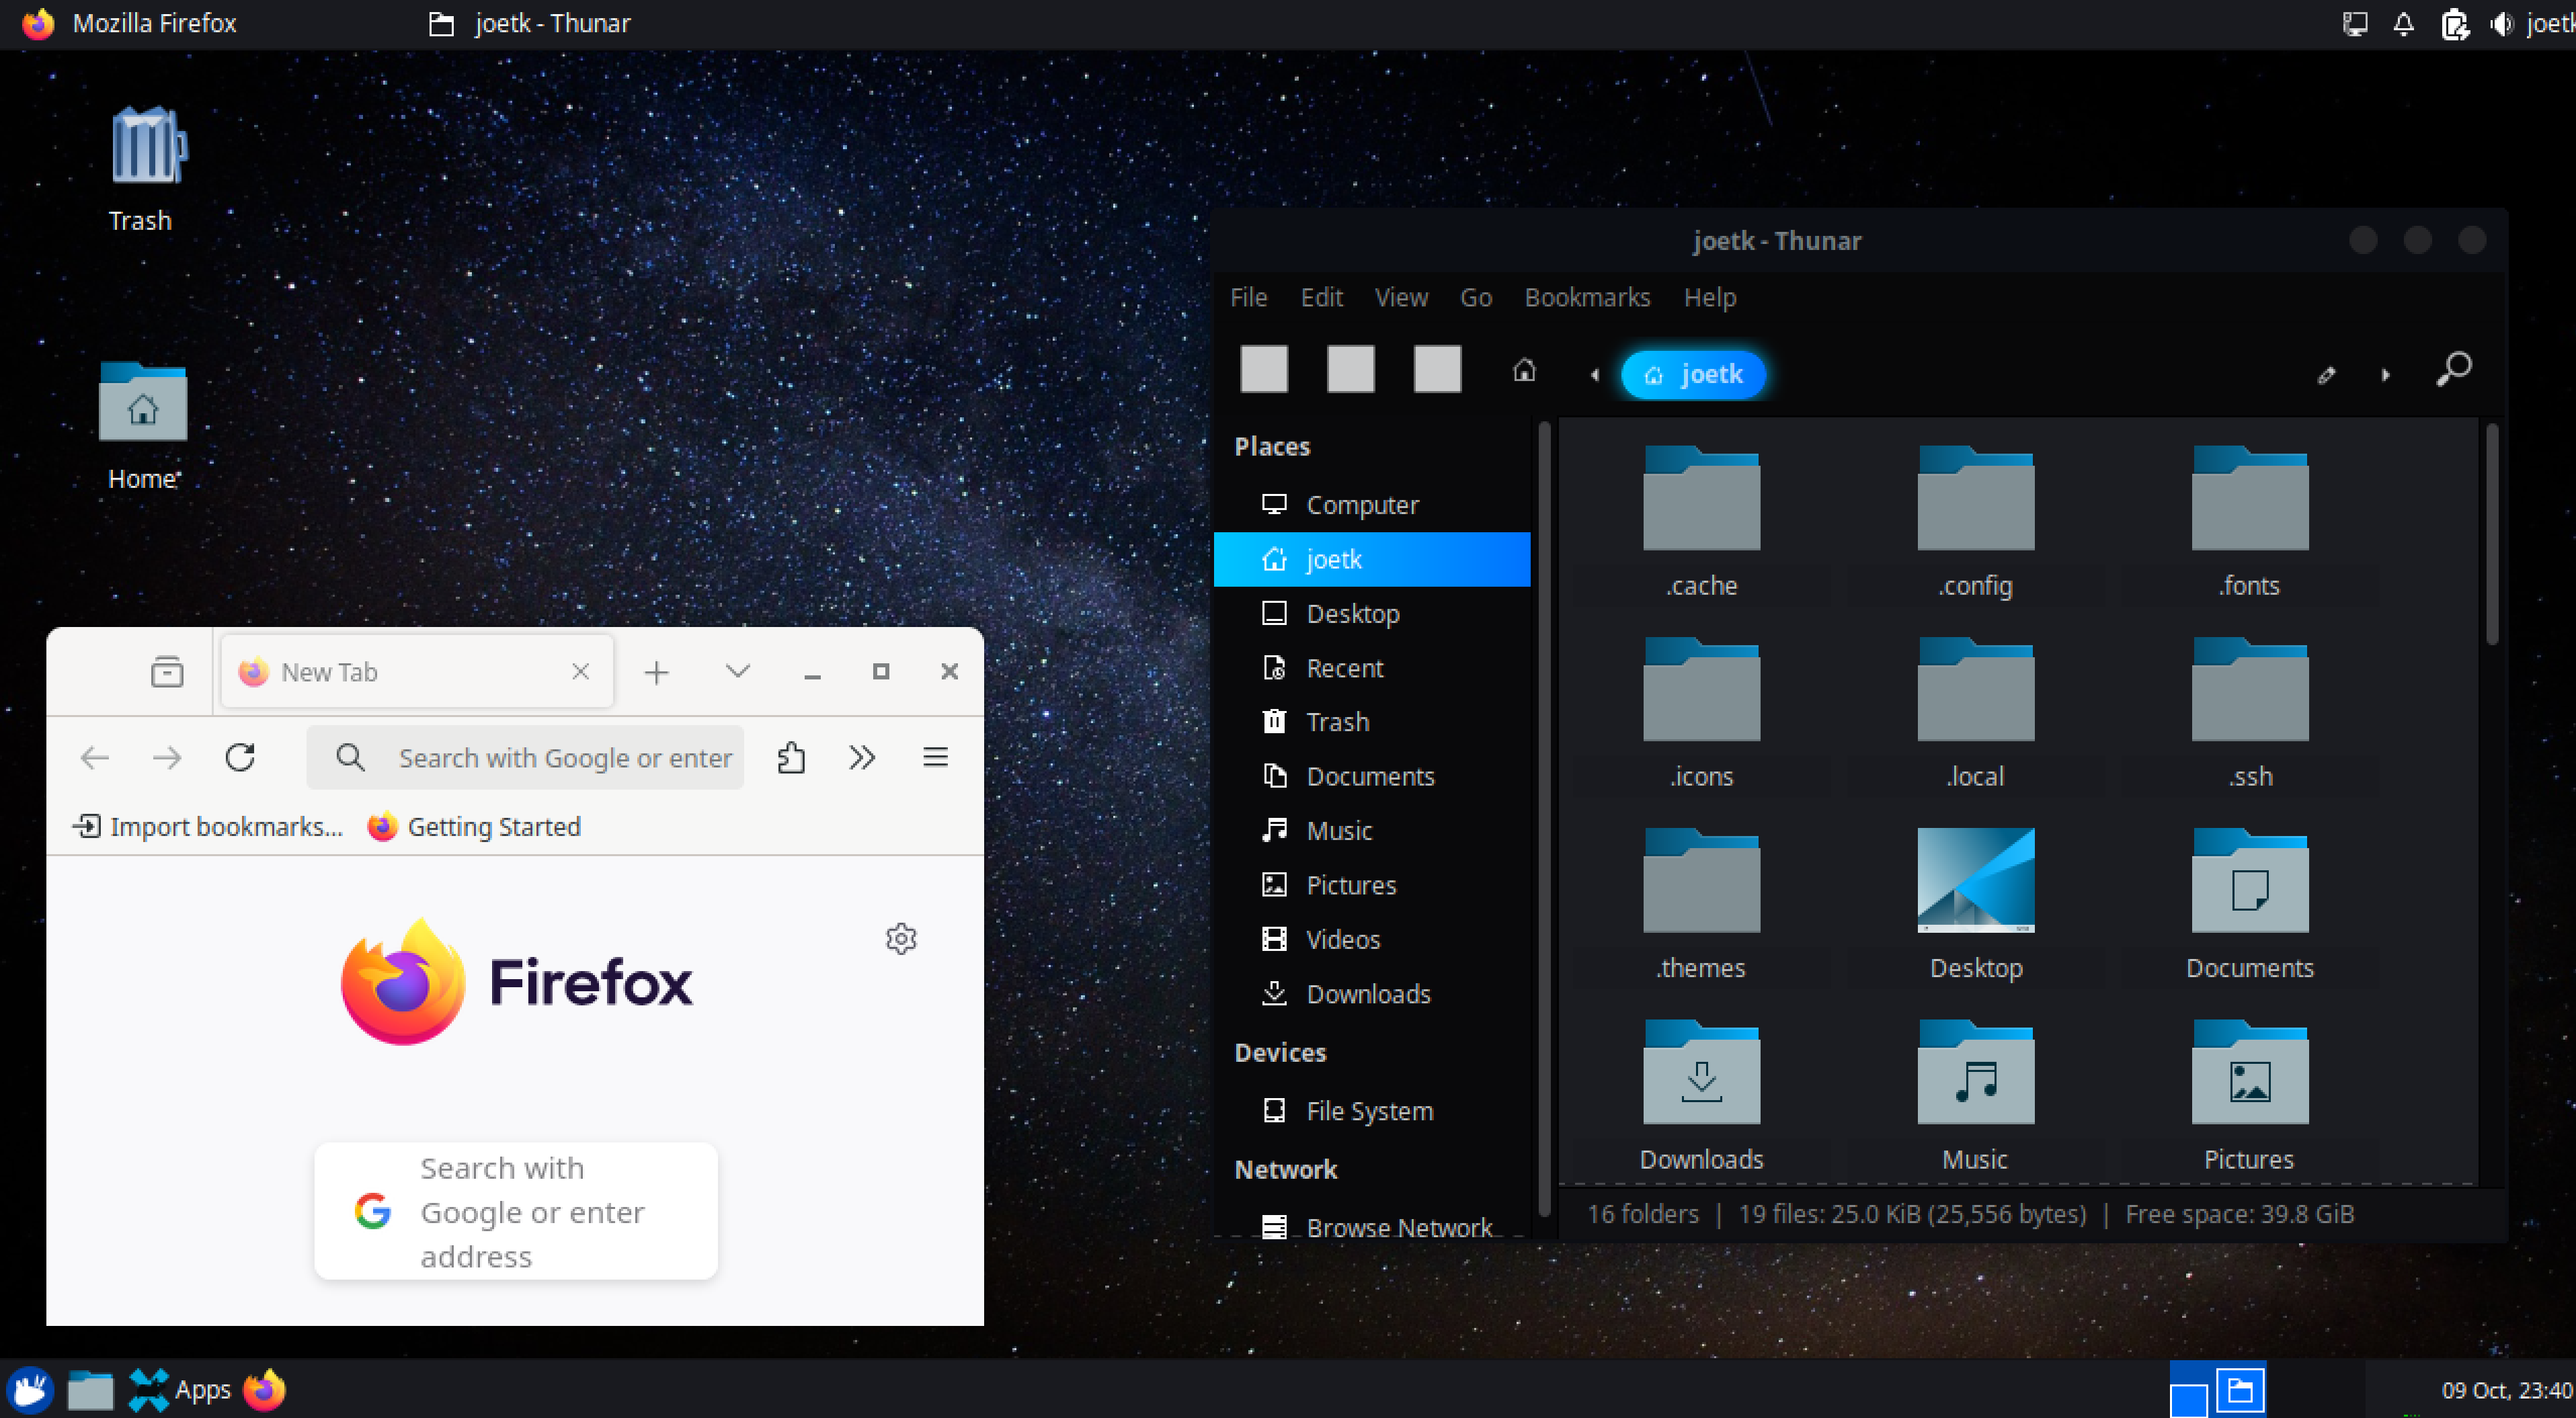 Mozilla Firefox
joetk - Thunar
joetk
Trash
Home
joetk - Thunar
File Edit View Go Bookmarks Help
joetk
Places
Computer
joetk
Desktop
Recent
Trash
Documents
Music
Pictures
Videos
Downloads
Devices
File System
Network
Browse Network
.cache .config .fonts
.icons .local .ssh
.themes Desktop Documents
Downloads Music Pictures
16 folders | 19 files: 25.0 KiB (25,556 bytes) | Free space: 39.8 GiB
New Tab
Search with Google or enter
Import bookmarks... Getting Started
Firefox
Search with
Google or enter
address
Apps
09 Oct, 23:40